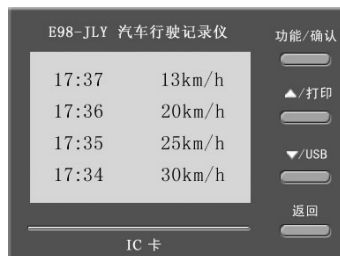 E98-JLY 汽车行驶记录仪
功能/确认
17:37 13km/h
▲/打印
17:36 20km/h
17:35 25km/h
▼/USB
17:34 30km/h
返回
IC 卡